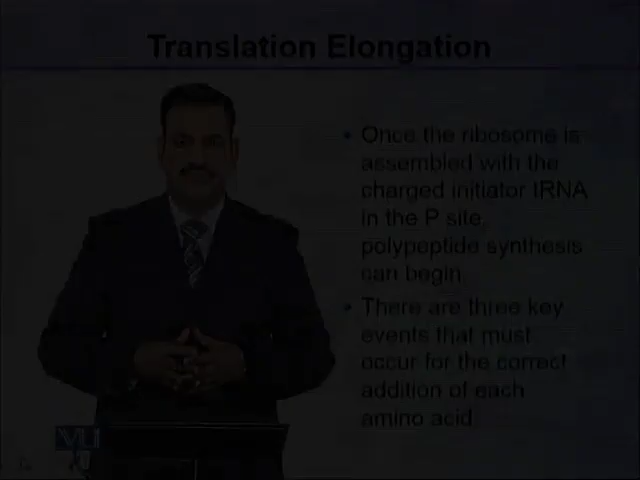 Translation Elongation
• Once the ribosome is
assembled with the
charged initiator tRNA
in the P site,
polypeptide synthesis
can begin.
• There are three key
events that must
occur for the correct
addition of each
amino acid.
VU